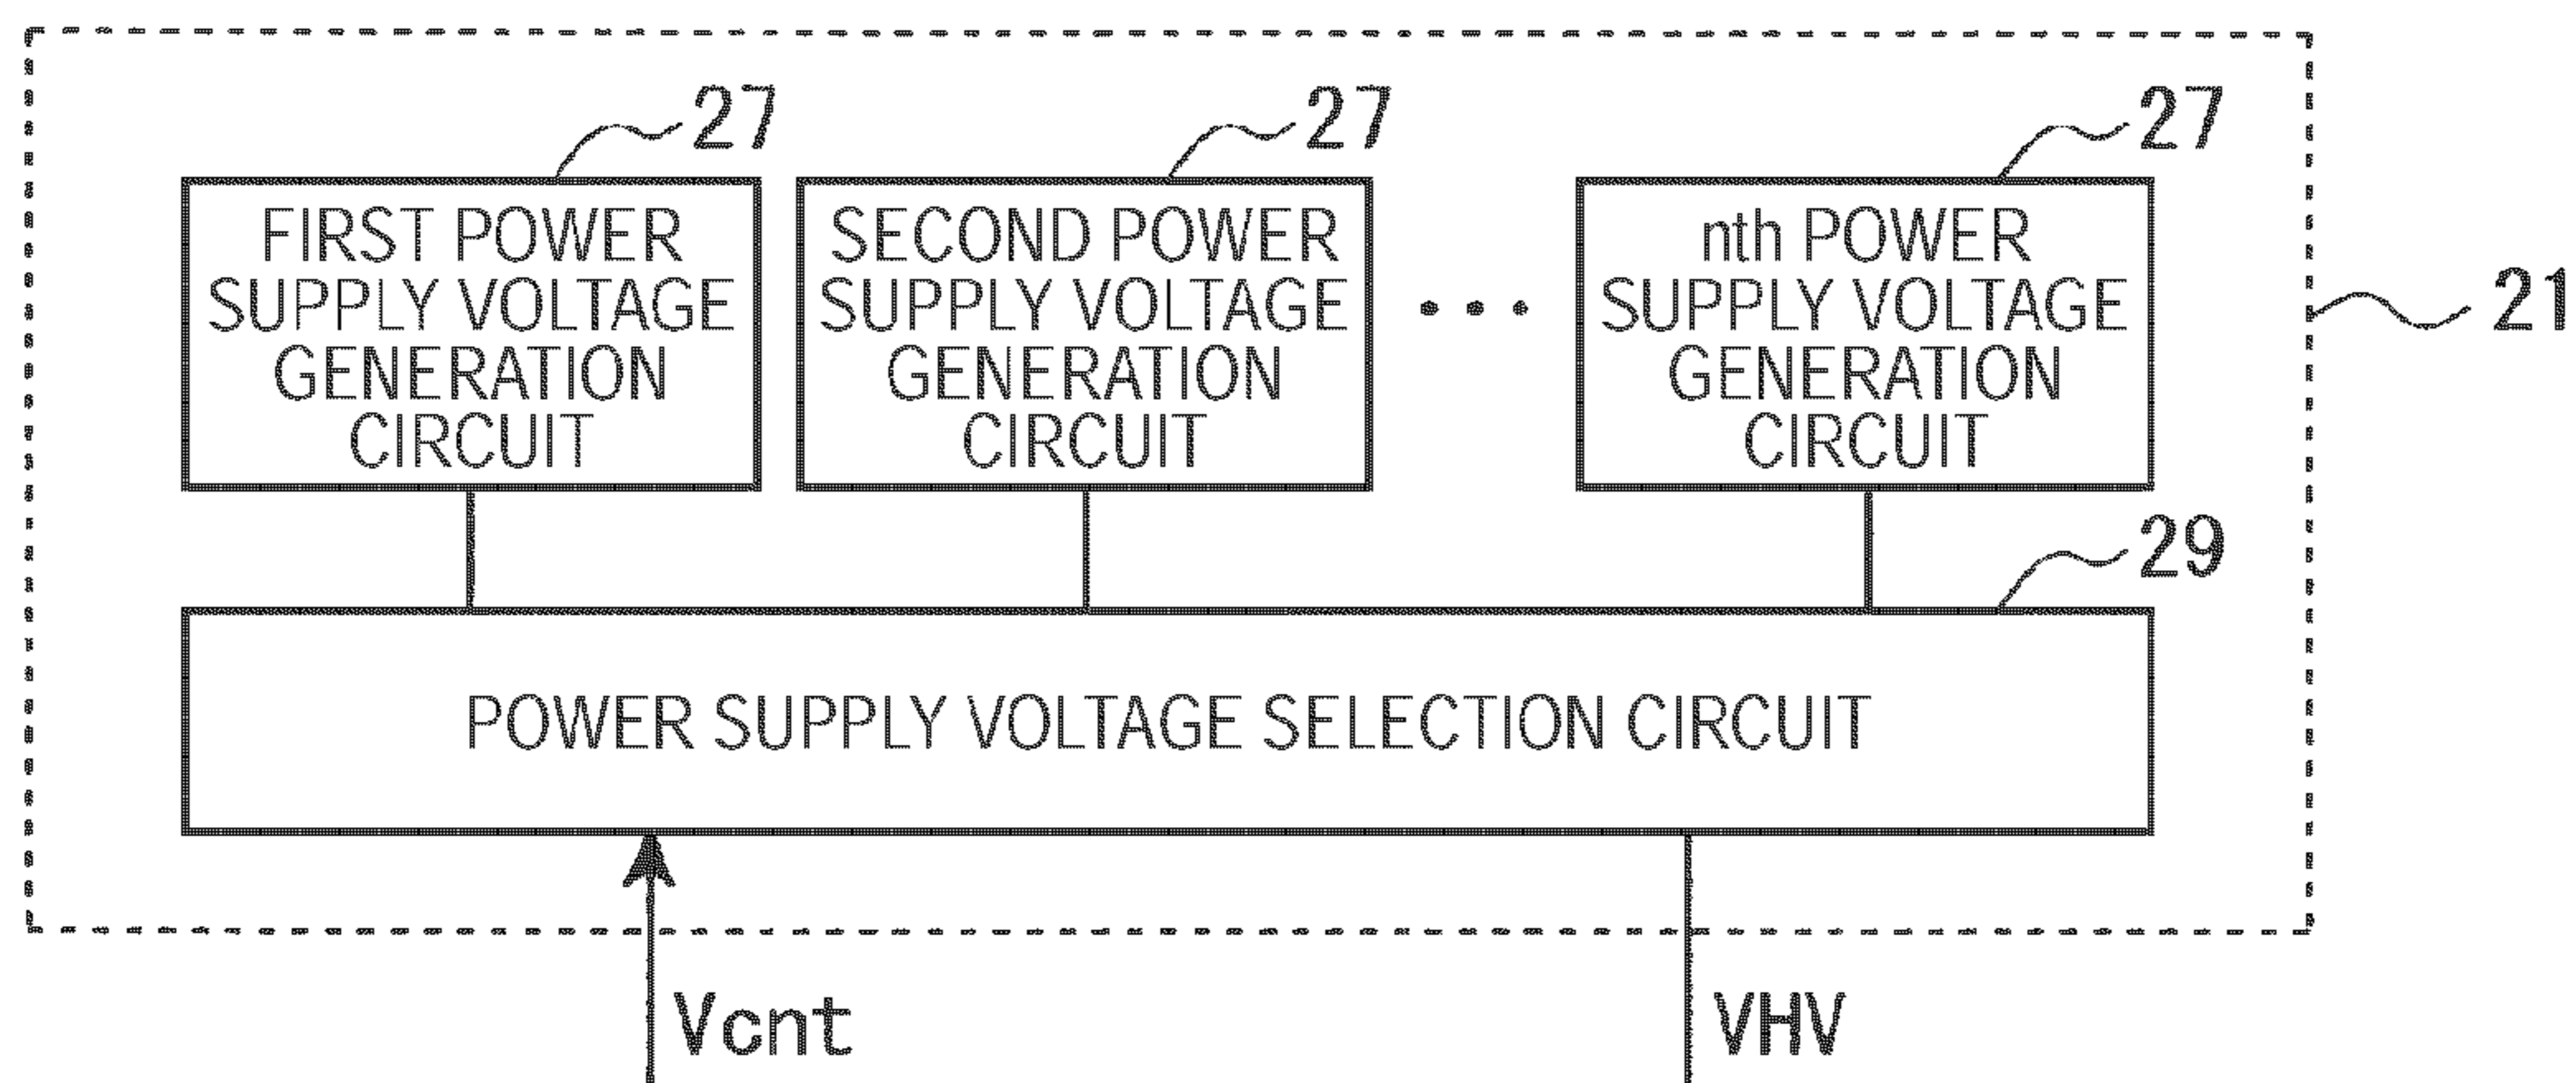 27
27
27
FIRST POWER
SUPPLY VOLTAGE
GENERATION
CIRCUIT
SECOND POWER
SUPPLY VOLTAGE
GENERATION
CIRCUIT
• • •
nth POWER
SUPPLY VOLTAGE
GENERATION
CIRCUIT
21
29
POWER SUPPLY VOLTAGE SELECTION CIRCUIT
Vcnt
VHV